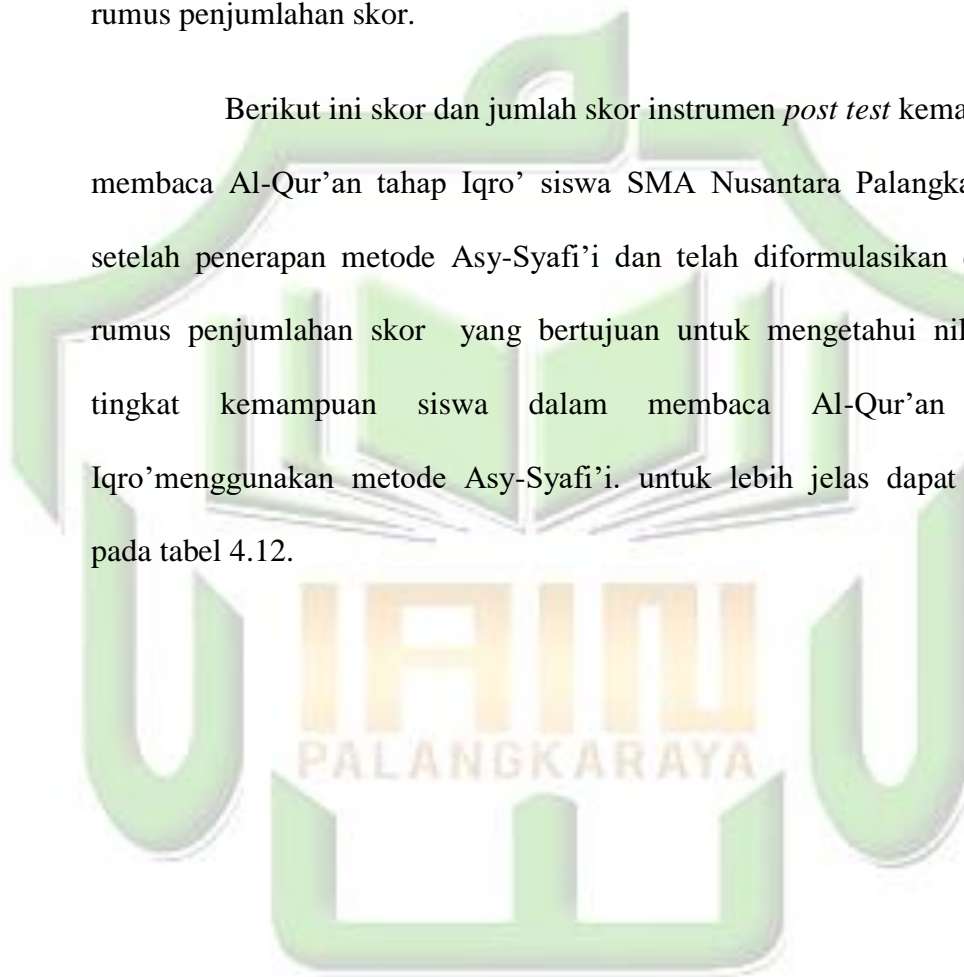 rumus penjumlahan skor.
Berikut ini skor dan jumlah skor instrumen post test kema
membaca Al-Qur’an tahap Iqro’ siswa SMA Nusantara Palangka
setelah penerapan metode Asy-Syafi’i dan telah diformulasikan
rumus penjumlahan skor yang bertujuan untuk mengetahui nil
tingkat kemampuan siswa dalam membaca Al-Qur’an
Iqro’menggunakan metode Asy-Syafi’i. untuk lebih jelas dapat
pada tabel 4.12.
IAIN
PALANGKARAYA